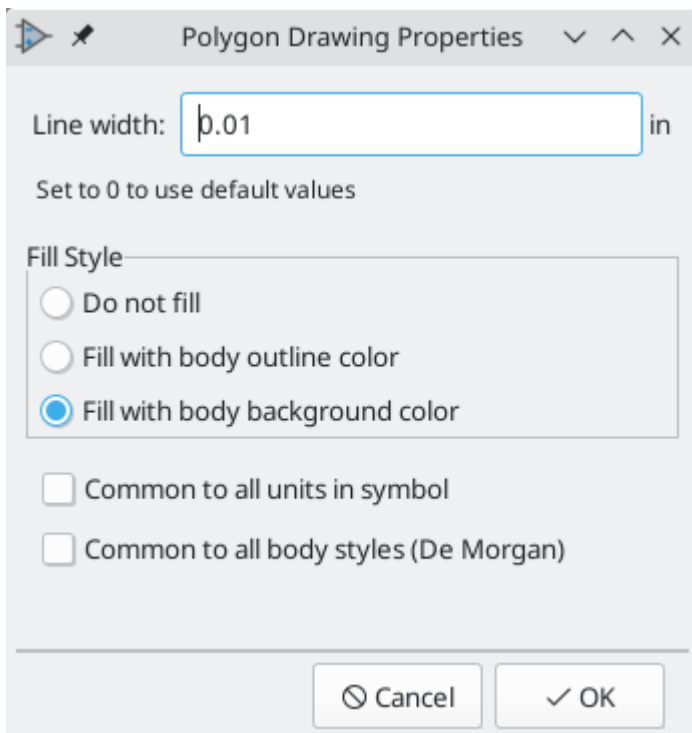 Polygon Drawing Properties
Line width: 0.01 in
Set to 0 to use default values
Fill Style
Do not fill
Fill with body outline color
Fill with body background color
Common to all units in symbol
Common to all body styles (De Morgan)
Cancel OK